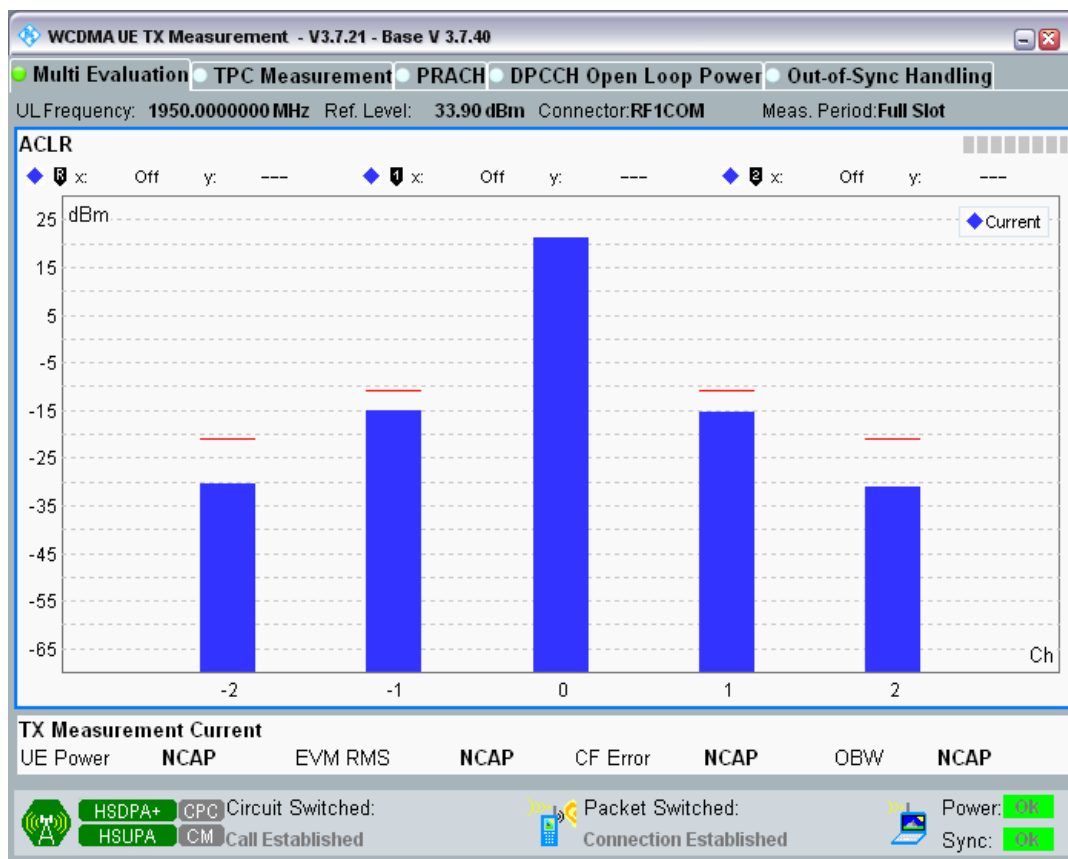 WCDMA UE TX Measurement - V3.7.21 - Base V 3.7.40
Multi Evaluation TPC Measurement PRACH DPCCH Open Loop Power Out-of-Sync Handling
UL Frequency: 1950.0000000 MHz Ref. Level: 33.90 dBm Connector:RF1COM Meas. Period:Full Slot
ACLR
R x: Off y: --- 1 x: Off y: --- 2 x: Off y: ---
dBm
Current
25
15
5
-5
-15
-25
-35
-45
-55
-65
Ch
-2 -1 0 1 2
TX Measurement Current
UE Power NCAP EVM RMS NCAP CF Error NCAP OBW NCAP
HSDPA+ CPC Circuit Switched: Packet Switched: Power: Ok
HSUPA CM Call Established Connection Established Sync: Ok